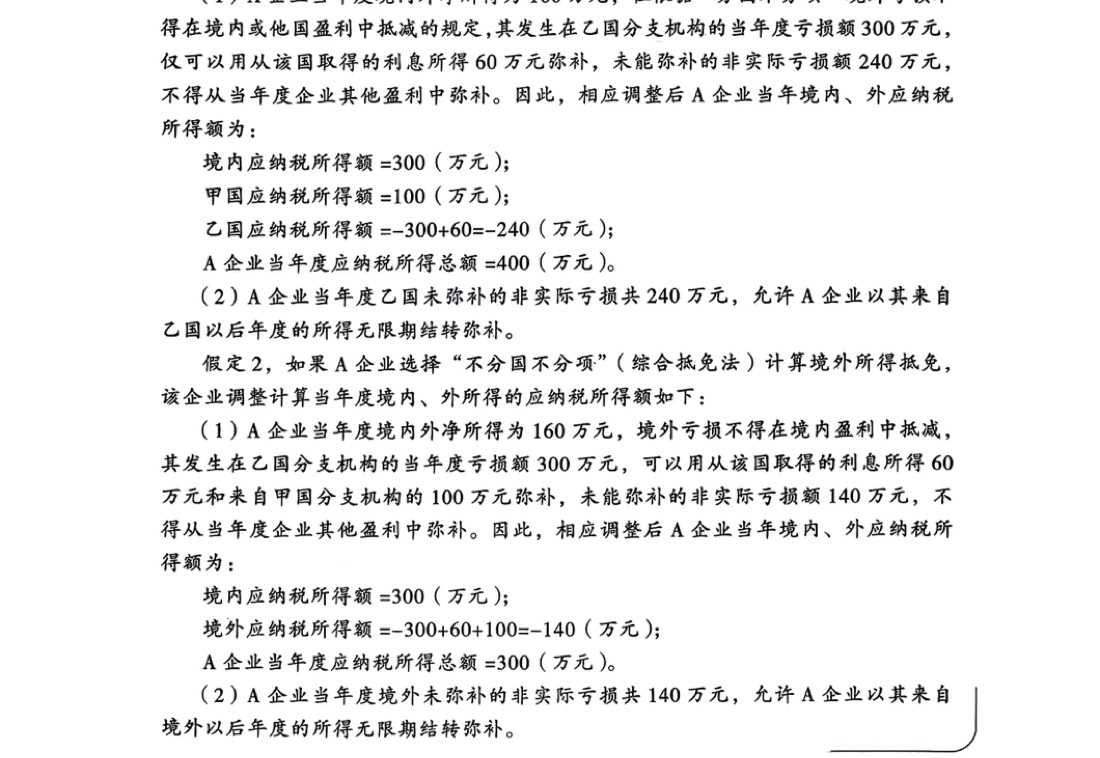 得在境内或他国盈利中抵减的规定,其发生在乙国分支机构的当年度亏损额300万元,
仅可以用从该国取得的利息所得60万元弥补，未能弥补的非实际亏损额240万元，
不得从当年度企业其他盈利中弥补。因此，相应调整后A企业当年境内、外应纳税
所得额为：
境内应纳税所得额=300（万元）；
甲国应纳税所得额=100（万元）；
乙国应纳税所得额=-300+60=-240（万元）；
A企业当年度应纳税所得总额=400（万元）。
（2）A企业当年度乙国未弥补的非实际亏损共240万元，允许A企业以其来自
乙国以后年度的所得无限期结转弥补。
假定2，如果A企业选择“不分国不分项”（综合抵免法）计算境外所得抵免，
该企业调整计算当年度境内、外所得的应纳税所得额如下：
（1）A企业当年度境内外净所得为160万元，境外亏损不得在境内盈利中抵减，
其发生在乙国分支机构的当年度亏损额300万元，可以用从该国取得的利息所得60
万元和来自甲国分支机构的100万元弥补，未能弥补的非实际亏损额140万元，不
得从当年度企业其他盈利中弥补。因此，相应调整后A企业当年境内、外应纳税所
得额为：
境内应纳税所得额=300（万元）；
境外应纳税所得额=-300+60+100=-140（万元）；
A企业当年度应纳税所得总额=300（万元）。
（2）A企业当年度境外未弥补的非实际亏损共140万元，允许A企业以其来自
境外以后年度的所得无限期结转弥补。